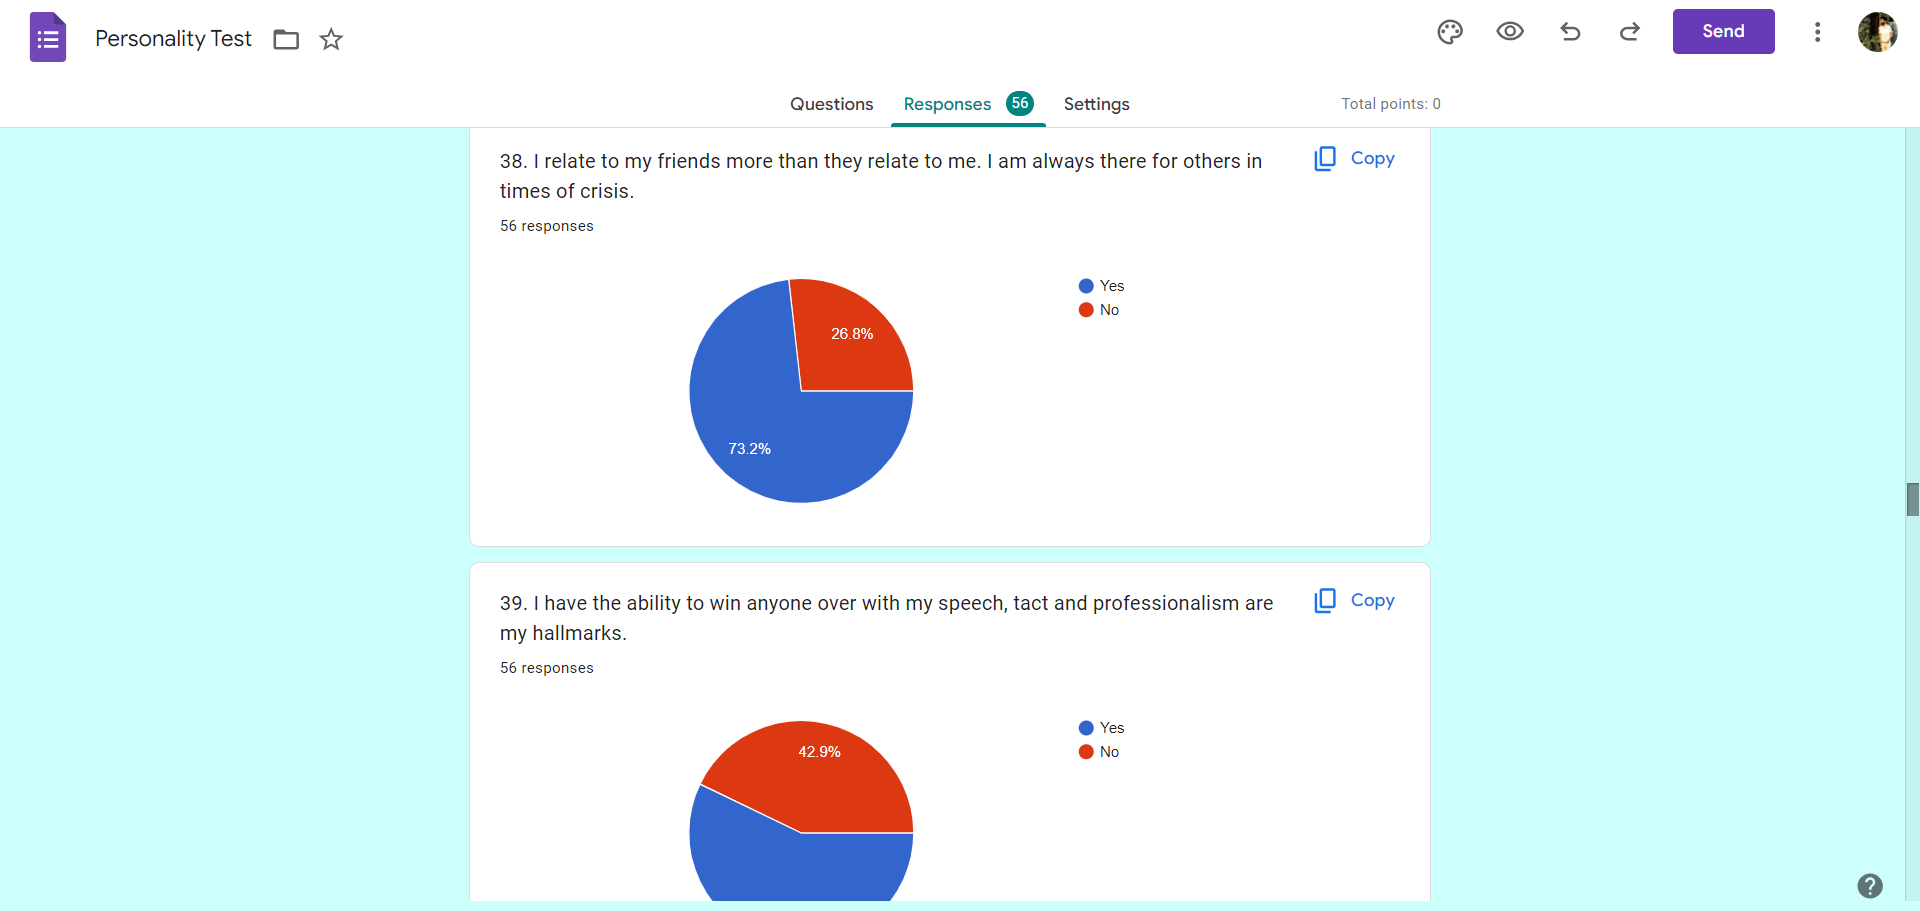 Personality Test
Send
Questions
Responses 56
Settings
Total points: 0
38. I relate to my friends more than they relate to me. I am always there for others in
times of crisis.
Copy
56 responses
Yes
No
26.8%
73.2%
39. I have the ability to win anyone over with my speech, tact and professionalism are
my hallmarks.
Copy
56 responses
Yes
No
42.9%
?